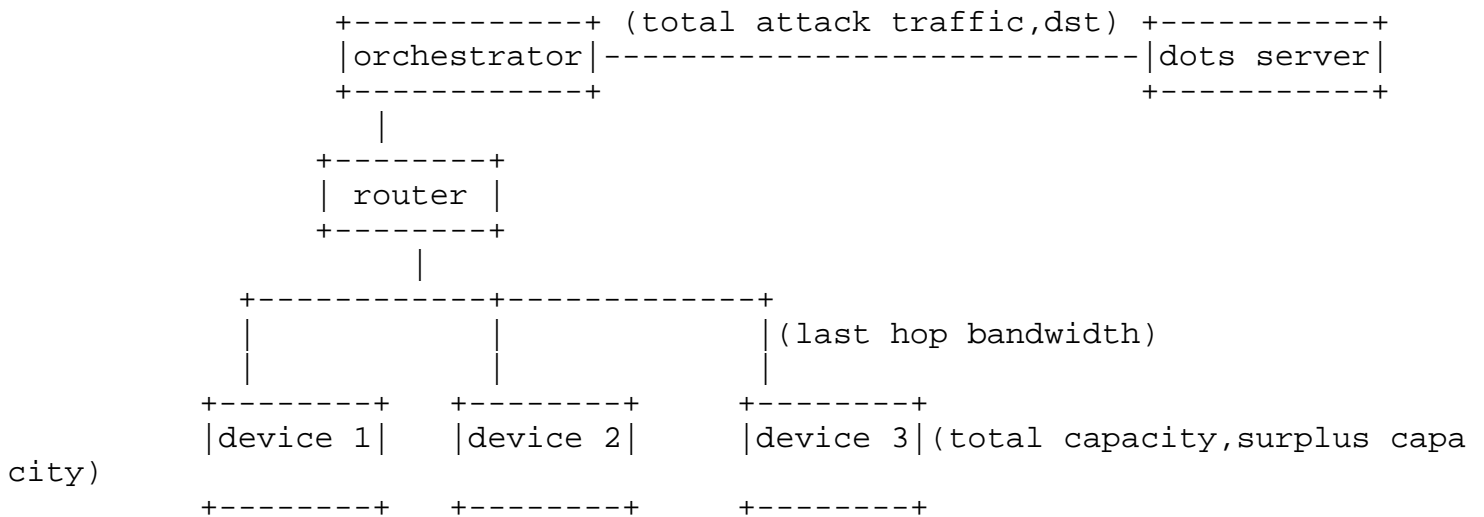 (total attack traffic,dst)
orchestrator dots server
router
(last hop bandwidth)
device 1 device 2 device 3 (total capacity,surplus capa
city)